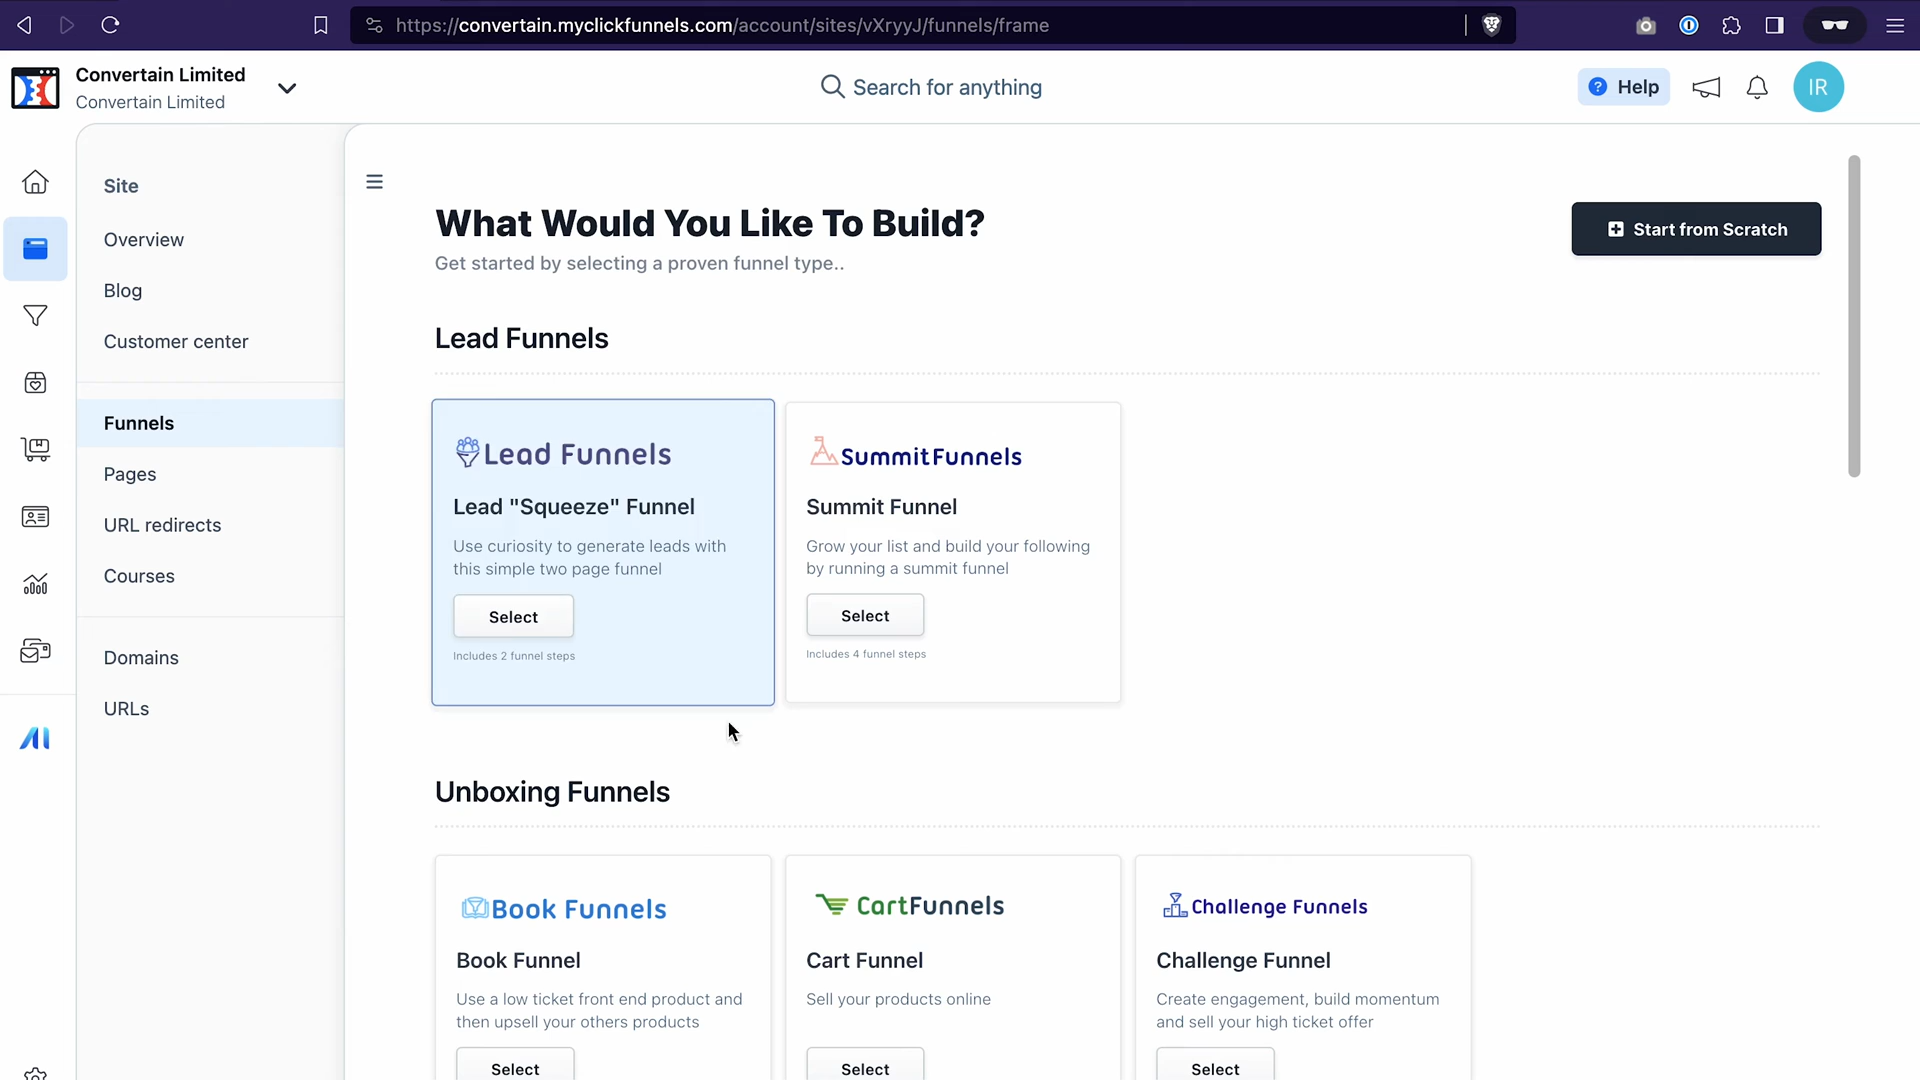 https://convertain.myclickfunnels.com/account/sites/vXryyJ/funnels/frame
Convertain Limited
Convertain Limited
Search for anything
Help
IR
Site
Overview
Blog
Customer center
Funnels
Pages
URL redirects
Courses
Domains
URLs
What Would You Like To Build?
Get started by selecting a proven funnel type..
Start from Scratch
Lead Funnels
Lead Funnels
Lead "Squeeze" Funnel
Use curiosity to generate leads with
this simple two page funnel
Select
Includes 2 funnel steps
SummitFunnels
Summit Funnel
Grow your list and build your following
by running a summit funnel
Select
Includes 4 funnel steps
Unboxing Funnels
Book Funnels
Book Funnel
Use a low ticket front end product and
then upsell your others products
Select
CartFunnels
Cart Funnel
Sell your products online
Select
Challenge Funnels
Challenge Funnel
Create engagement, build momentum
and sell your high ticket offer
Select